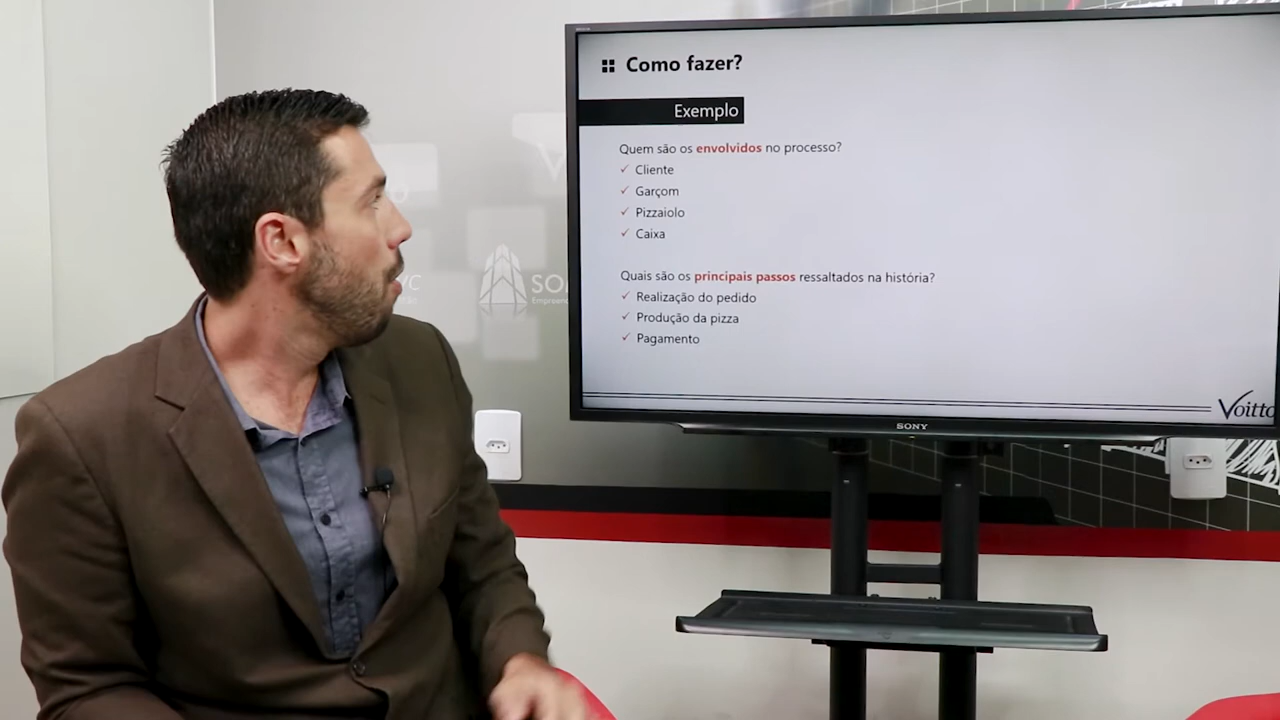 Como fazer?
Exemplo
Quem são os envolvidos no processo?
✓ Cliente
✓ Garçom
✓ Pizzaiolo
✓ Caixa
Quais são os principais passos ressaltados na história?
✓ Realização do pedido
✓ Produção da pizza
✓ Pagamento
Voitto
SONY